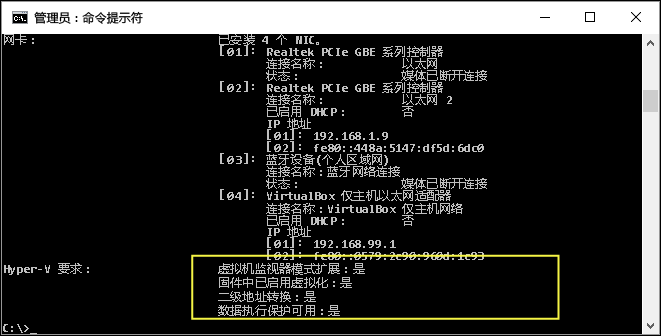 管理员：命令提示符
网卡：                已安装 4 个 NIC。
[01]: Realtek PCIe GBE 系列控制器
连接名称：        以太网
状态：            媒体已断开连接
[02]: Realtek PCIe GBE 系列控制器
连接名称：        以太网 2
已启用 DHCP：     否
IP 地址
[01]: 192.168.1.9
[02]: fe80::448a:5147:df5d:6dc0
[03]: 蓝牙设备(个人区域网)
连接名称：蓝牙网络连接
状态：            媒体已断开连接
[04]: VirtualBox 仅主机以太网适配器
连接名称：VirtualBox 仅主机网络
已启用 DHCP：     否
IP 地址
[01]: 192.168.99.1
[02]: fe80::0579:2c90:960d:1c93
Hyper-V 要求：        虚拟机监视器模式扩展：是
固件中已启用虚拟化：是
二级地址转换：是
数据执行保护可用：是
C:\>_